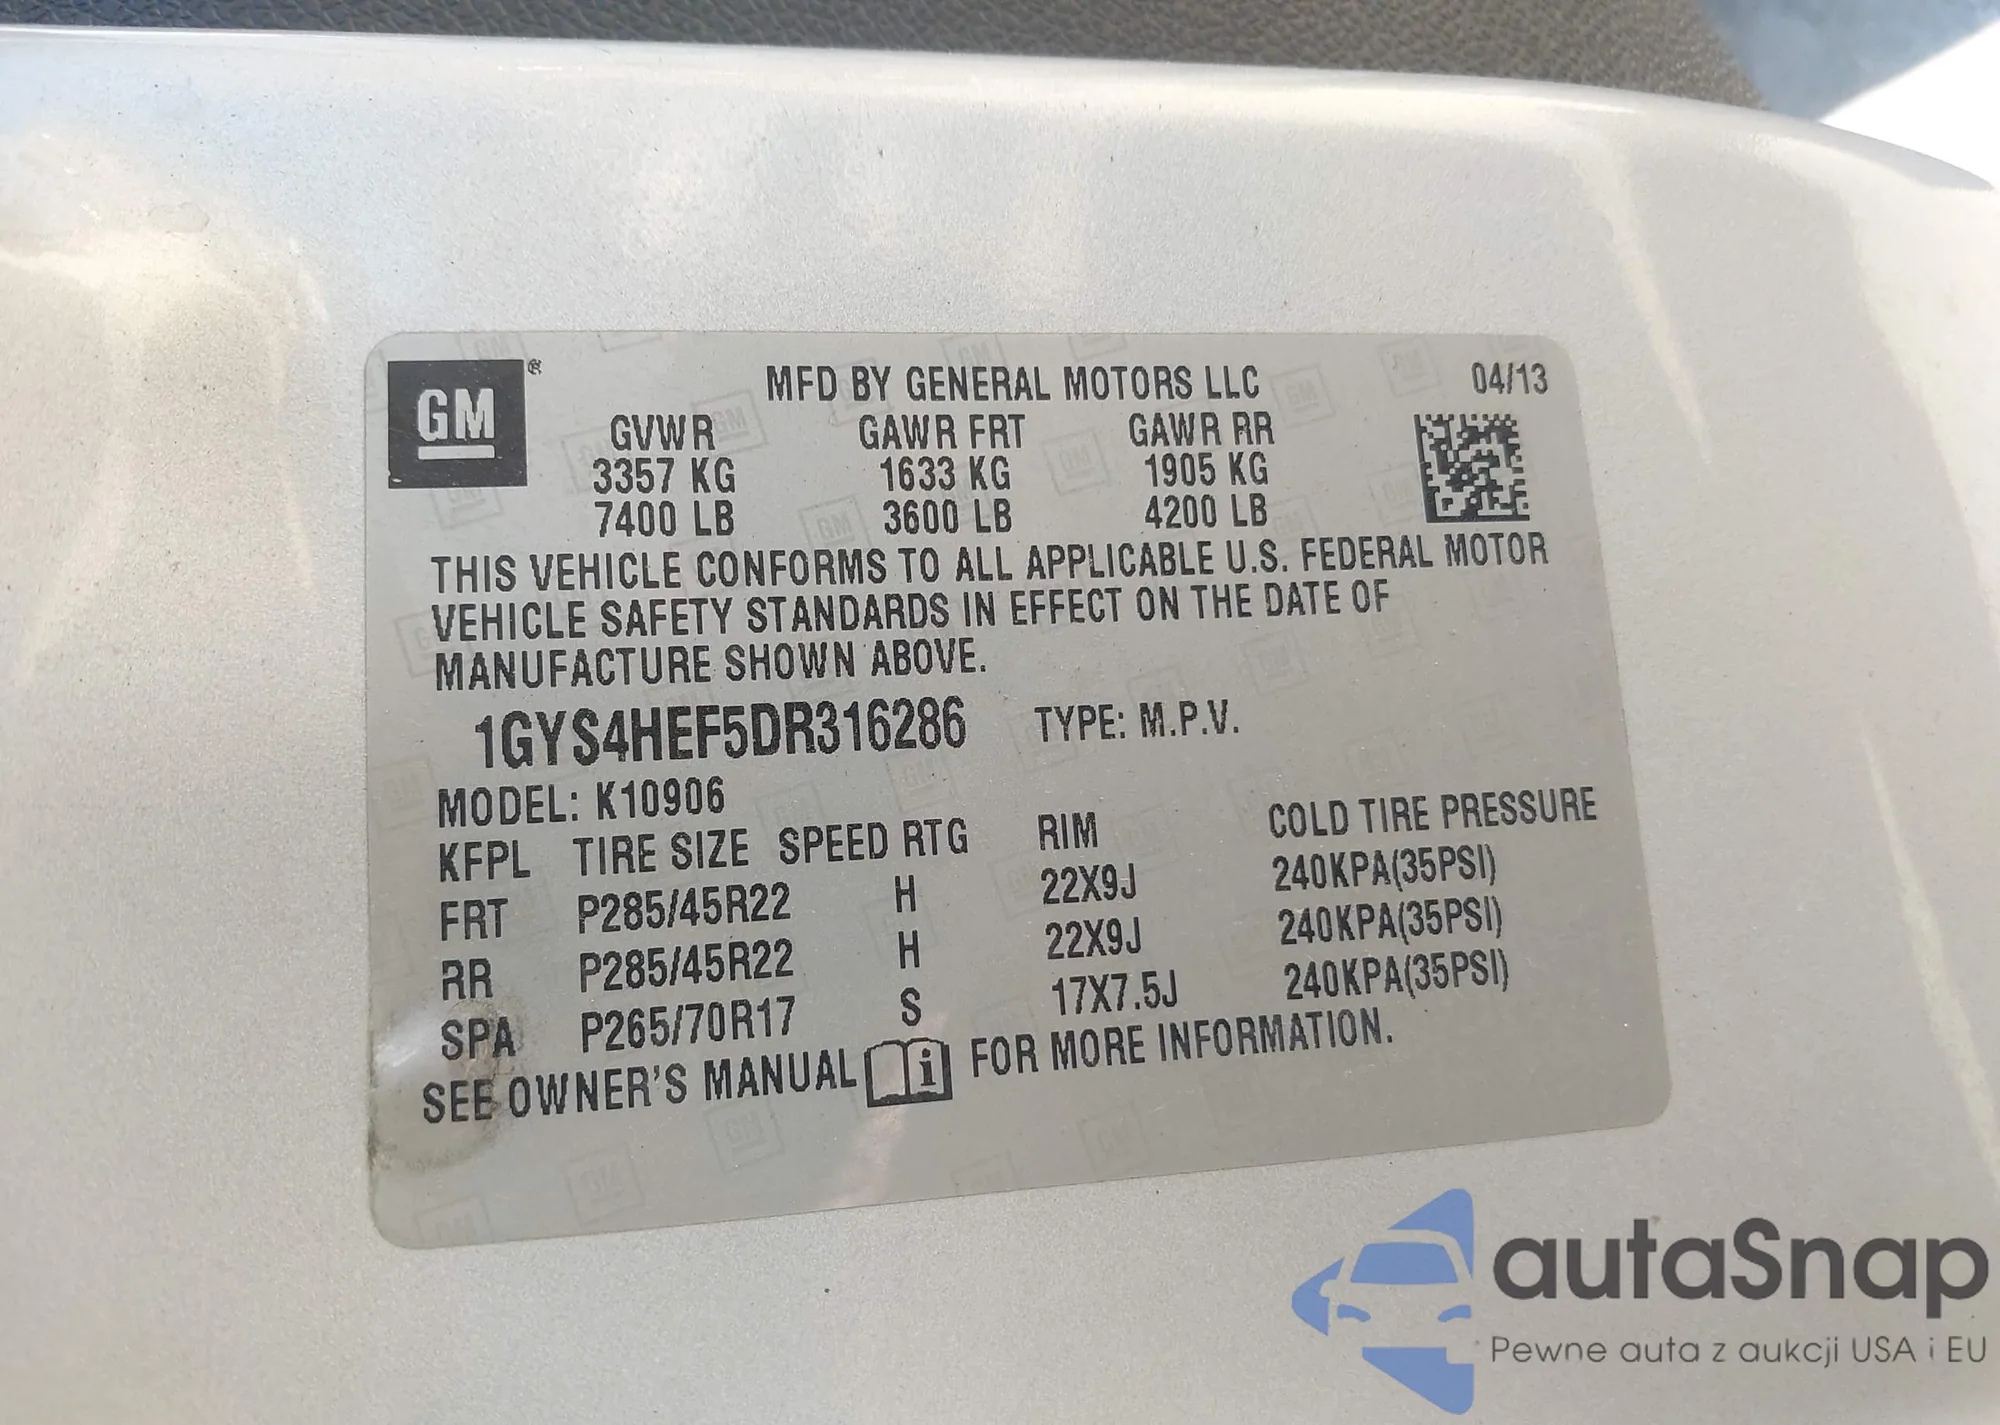 GM ® MFD BY GENERAL MOTORS LLC 04/13
GVWR GAWR FRT GAWR RR
3357 KG 1633 KG 1905 KG
7400 LB 3600 LB 4200 LB
THIS VEHICLE CONFORMS TO ALL APPLICABLE U.S. FEDERAL MOTOR
VEHICLE SAFETY STANDARDS IN EFFECT ON THE DATE OF
MANUFACTURE SHOWN ABOVE.
1GYS4HEF5DR316286 TYPE: M.P.V.
MODEL: K10906
KFPL TIRE SIZE SPEED RTG RIM COLD TIRE PRESSURE
FRT P285/45R22 H 22X9J 240KPA(35PSI)
RR P285/45R22 H 22X9J 240KPA(35PSI)
SPA P265/70R17 S 17X7.5J 240KPA(35PSI)
SEE OWNER'S MANUAL i FOR MORE INFORMATION.
autaSnap
Pewne auta z aukcji USA i EU